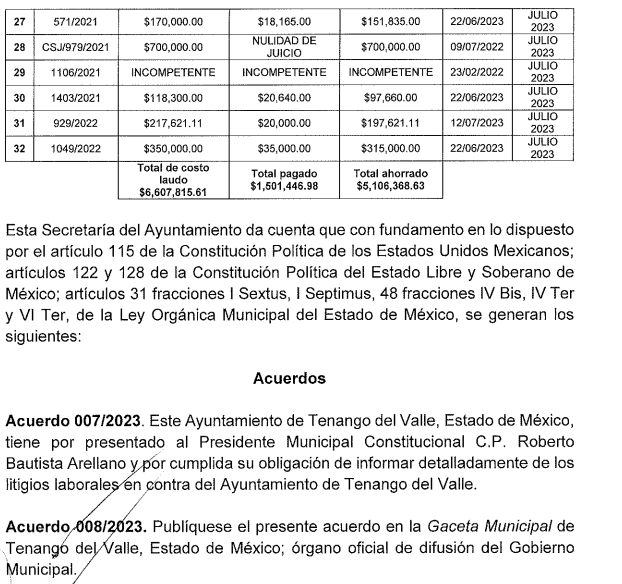 27 571/2021 $170,000.00 $18,165.00 $151,835.00 22/06/2023 JULIO 2023
28 CSJ/979/2021 $700,000.00 NULIDAD DE JUICIO $700,000.00 09/07/2022 JULIO 2023
29 1106/2021 INCOMPETENTE INCOMPETENTE INCOMPETENTE 23/02/2022 JULIO 2023
30 1403/2021 $118,300.00 $20,640.00 $97,660.00 22/06/2023 JULIO 2023
31 929/2022 $217,621.11 $20,000.00 $197,621.11 12/07/2023 JULIO 2023
32 1049/2022 $350,000.00 $35,000.00 $315,000.00 22/06/2023 JULIO 2023
Total de costo laudo $6,607,815.61 Total pagado $1,501,446.98 Total ahorrado $5,106,368.63
Esta Secretaría del Ayuntamiento da cuenta que con fundamento en lo dispuesto
por el artículo 115 de la Constitución Política de los Estados Unidos Mexicanos;
artículos 122 y 128 de la Constitución Política del Estado Libre y Soberano de
México; artículos 31 fracciones I Sextus, I Septimus, 48 fracciones IV Bis, IV Ter
y VI Ter, de la Ley Orgánica Municipal del Estado de México, se generan los
siguientes:
Acuerdos
Acuerdo 007/2023. Este Ayuntamiento de Tenango del Valle, Estado de México,
tiene por presentado al Presidente Municipal Constitucional C.P. Roberto
Bautista Arellano y por cumplida su obligación de informar detalladamente de los
litigios laborales en contra del Ayuntamiento de Tenango del Valle.
Acuerdo 008/2023. Publíquese el presente acuerdo en la Gaceta Municipal de
Tenango del Valle, Estado de México; órgano oficial de difusión del Gobierno
Municipal.